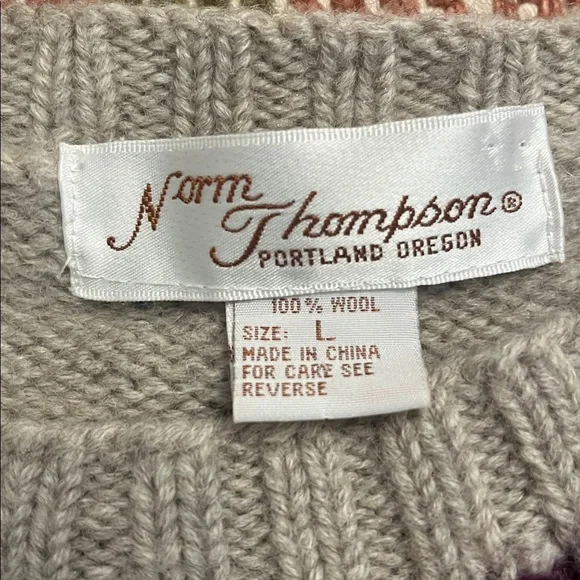 Norm
Thompson®
PORTLAND OREGON
100% WOOL
SIZE: L
MADE IN CHINA
FOR CARE SEE
REVERSE